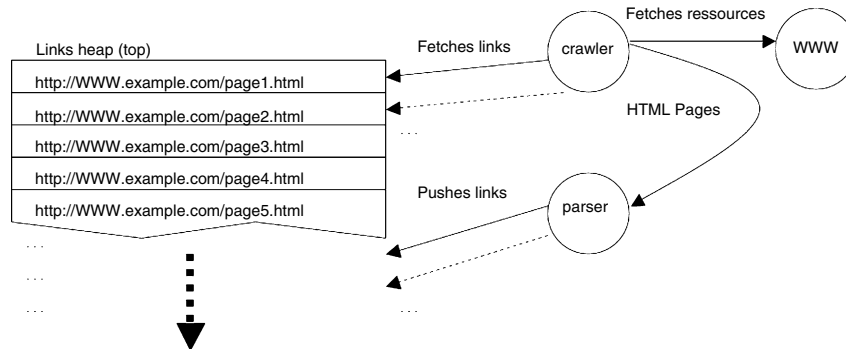 Fetches ressources
Links heap (top)
Fetches links
crawler
WWW
http://WWW.example.com/page1.html
http://WWW.example.com/page2.html
...
HTML Pages
http://WWW.example.com/page3.html
http://WWW.example.com/page4.html
Pushes links
http://WWW.example.com/page5.html
parser
...
...
...
...